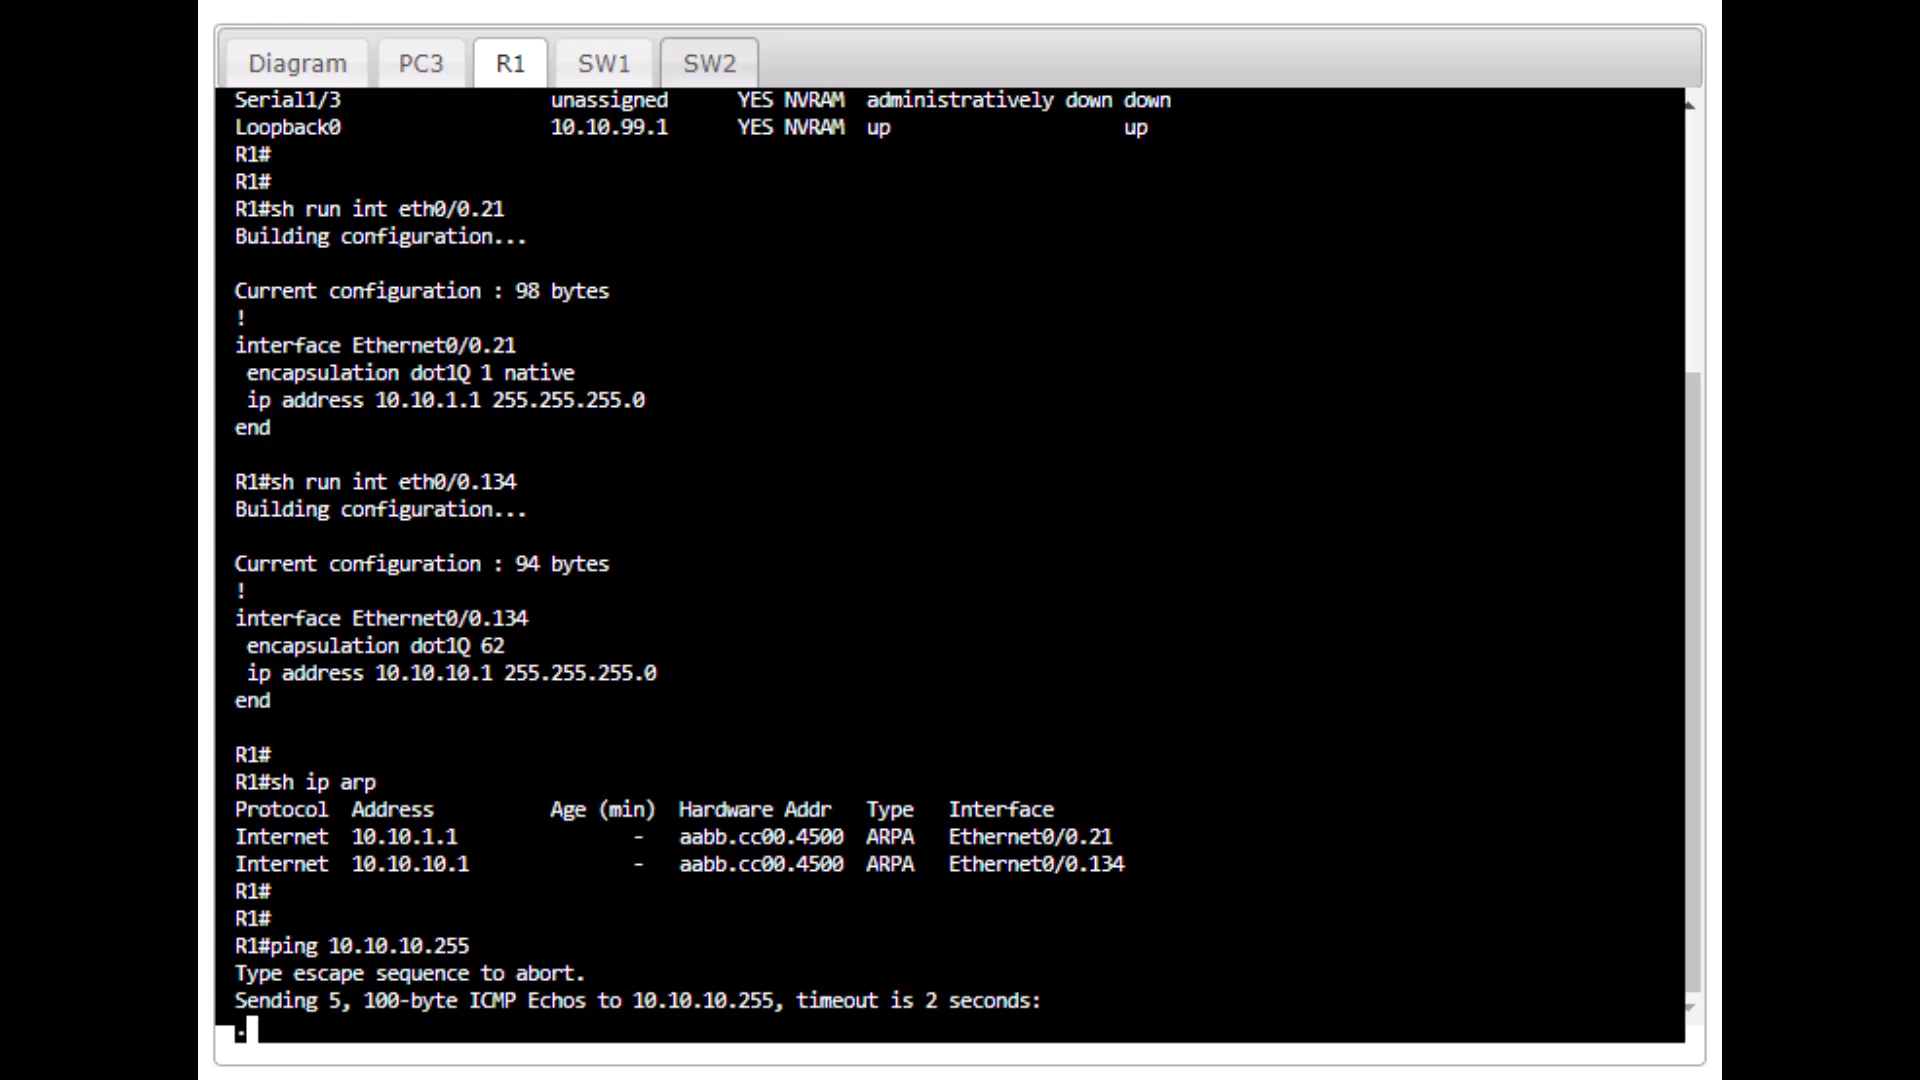 Diagram PC3 R1 SW1 SW2
Serial1/3 unassigned YES NVRAM administratively down down
Loopback0 10.10.99.1 YES NVRAM up up
R1#
R1#
R1#sh run int eth0/0.21
Building configuration...
Current configuration : 98 bytes
!
interface Ethernet0/0.21
encapsulation dot1Q 1 native
ip address 10.10.1.1 255.255.255.0
end
R1#sh run int eth0/0.134
Building configuration...
Current configuration : 94 bytes
!
interface Ethernet0/0.134
encapsulation dot1Q 62
ip address 10.10.10.1 255.255.255.0
end
R1#
R1#sh ip arp
Protocol Address Age (min) Hardware Addr Type Interface
Internet 10.10.1.1 - aabb.cc00.4500 ARPA Ethernet0/0.21
Internet 10.10.10.1 - aabb.cc00.4500 ARPA Ethernet0/0.134
R1#
R1#
R1#ping 10.10.10.255
Type escape sequence to abort.
Sending 5, 100-byte ICMP Echos to 10.10.10.255, timeout is 2 seconds:
.